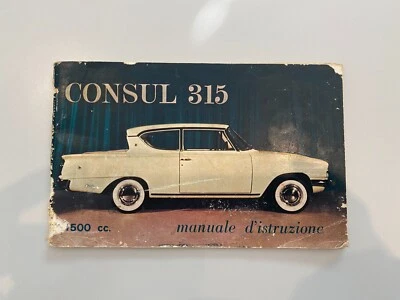 CONSUL 315
1500 cc.
manuale d'istruzione